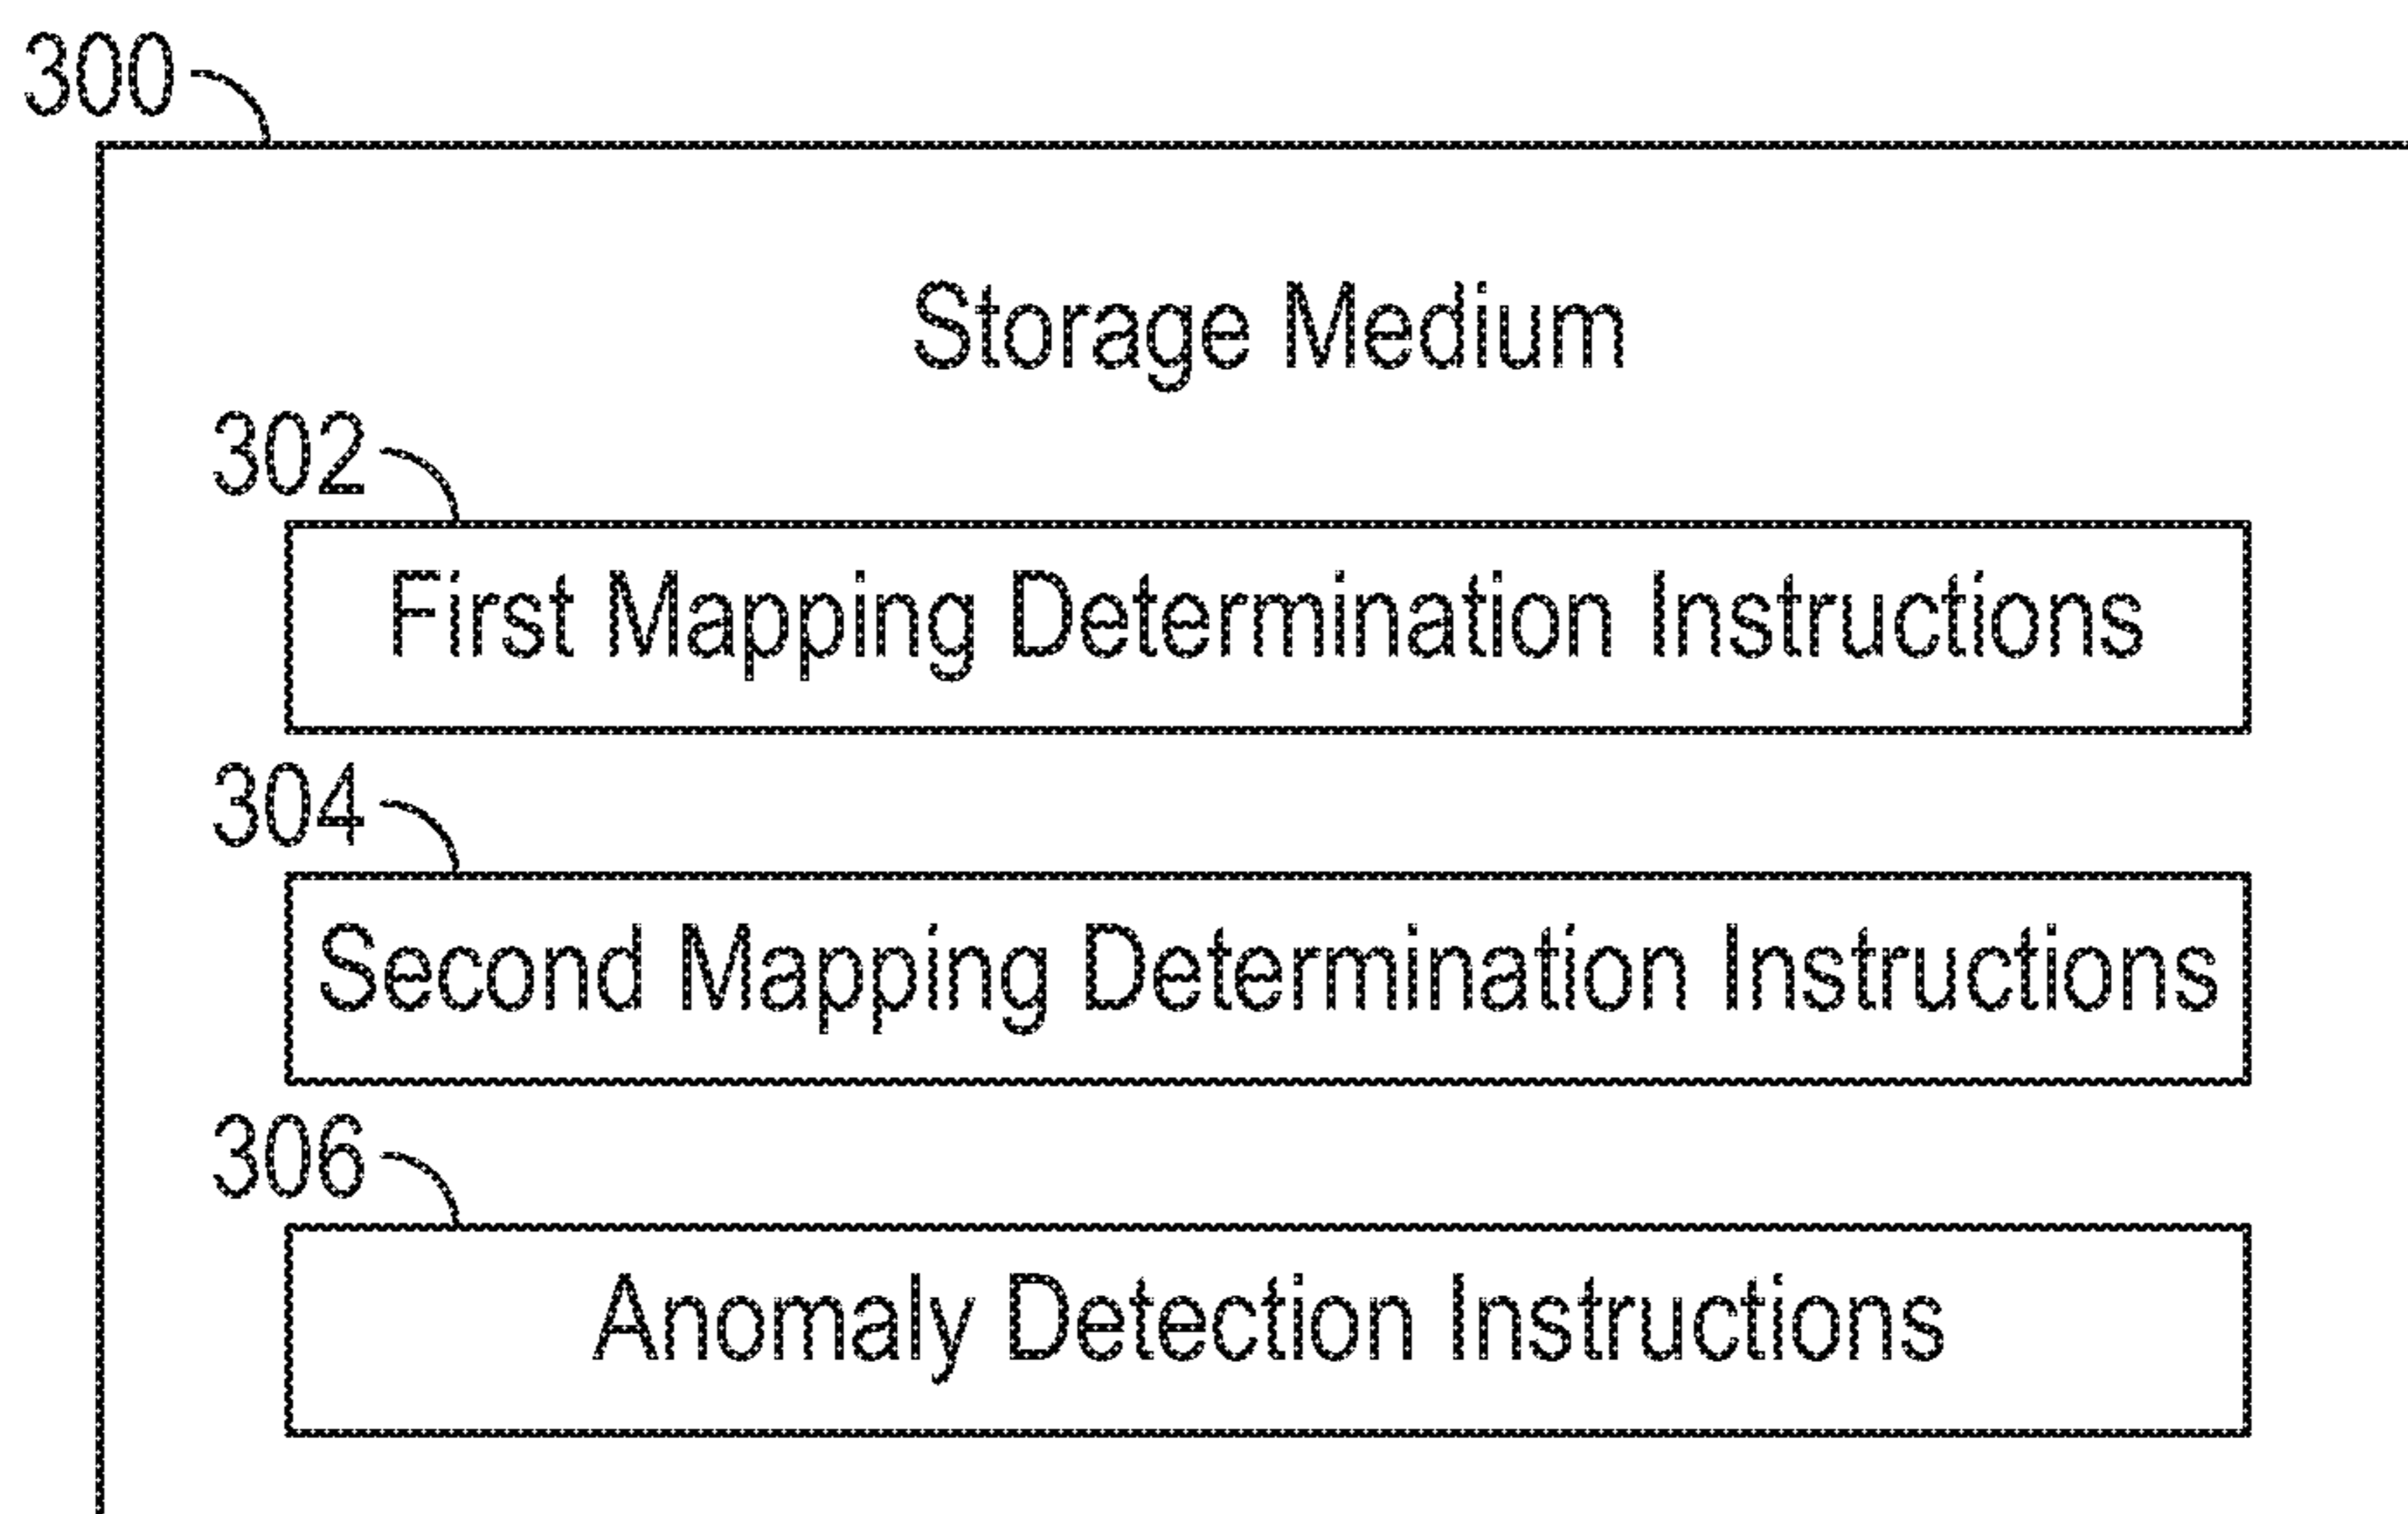 300
Storage Medium
302
First Mapping Determination Instructions
304
Second Mapping Determination Instructions
306
Anomaly Detection Instructions